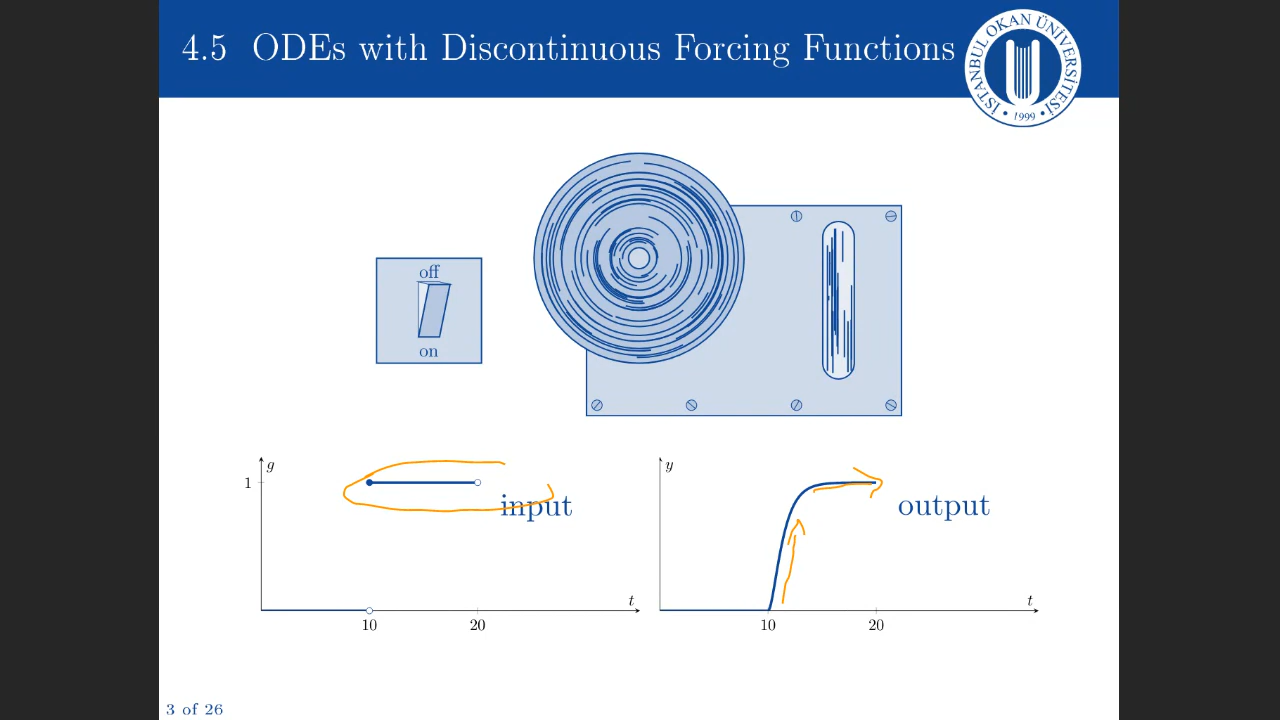 4.5 ODEs with Discontinuous Forcing Functions
İSTANBUL OKAN ÜNİVERSİTESİ
• 1999 •
off
on
g
1
input
t
10
20
y
output
t
10
20
3 of 26